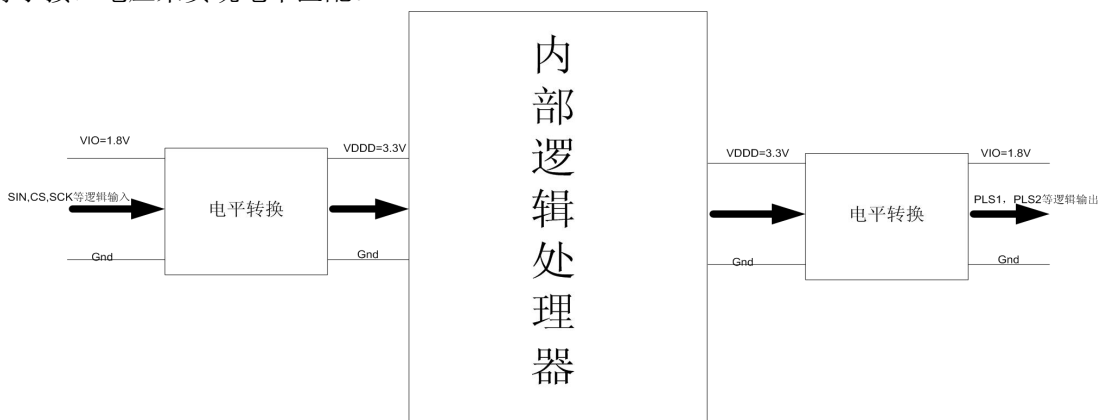 VIO=1.8V
SIN,CS,SCK等逻辑输入
Gnd
电平转换
VDDD=3.3V
Gnd
内
部
逻
辑
处
理
器
VDDD=3.3V
Gnd
电平转换
VIO=1.8V
PLS1，PLS2等逻辑输出
Gnd